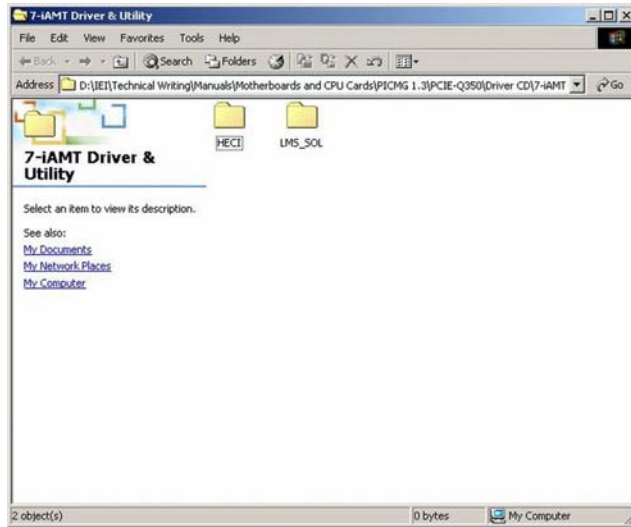 7-iAMT Driver & Utility
File Edit View Favorites Tools Help
Back Search Folders
Address D:\IEI\Technical Writing\Manuals\Motherboards and CPU Cards\PICMG 1.3\PCIE-Q350\Driver CD\7-iAMT Go
HECI LMS_SOL
7-iAMT Driver &
Utility
Select an item to view its description.
See also:
My Documents
My Network Places
My Computer
2 object(s) 0 bytes My Computer